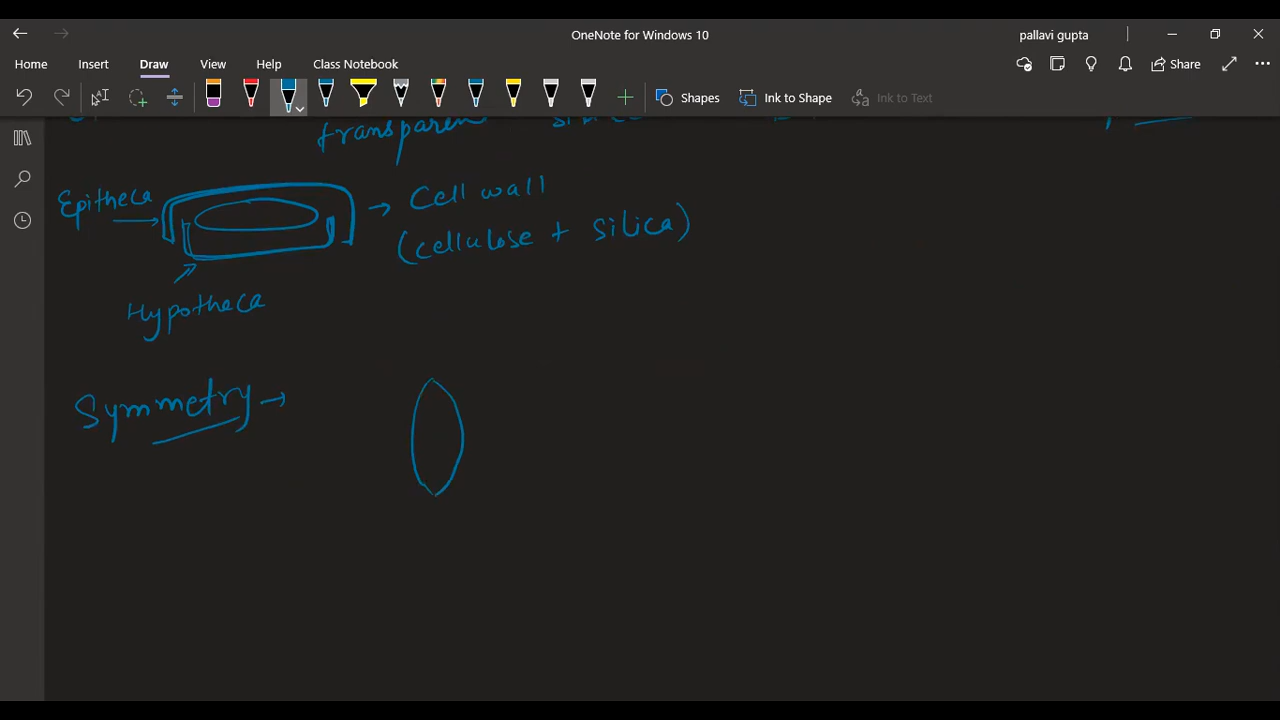 OneNote for Windows 10
pallavi gupta
Home Insert Draw View Help Class Notebook
Share
Shapes Ink to Shape Ink to Text
transparen
Epitheca
Cell wall
(cellulose + silica)
Hypotheca
Symmetry →